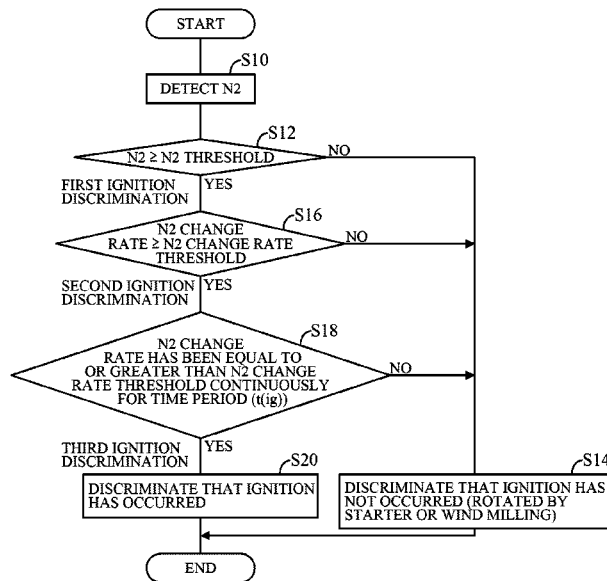 START
S10
DETECT N2
S12
N2 ≥ N2 THRESHOLD
NO
FIRST IGNITION
DISCRIMINATION
YES
S16
N2 CHANGE
RATE ≥ N2 CHANGE RATE
THRESHOLD
NO
SECOND IGNITION
DISCRIMINATION
YES
S18
N2 CHANGE
RATE HAS BEEN EQUAL TO
OR GREATER THAN N2 CHANGE
RATE THRESHOLD CONTINUOUSLY
FOR TIME PERIOD (t(ig))
NO
THIRD IGNITION
DISCRIMINATION
YES
S20
DISCRIMINATE THAT IGNITION
HAS OCCURRED
S14
DISCRIMINATE THAT IGNITION HAS
NOT OCCURRED (ROTATED BY
STARTER OR WIND MILLING)
END